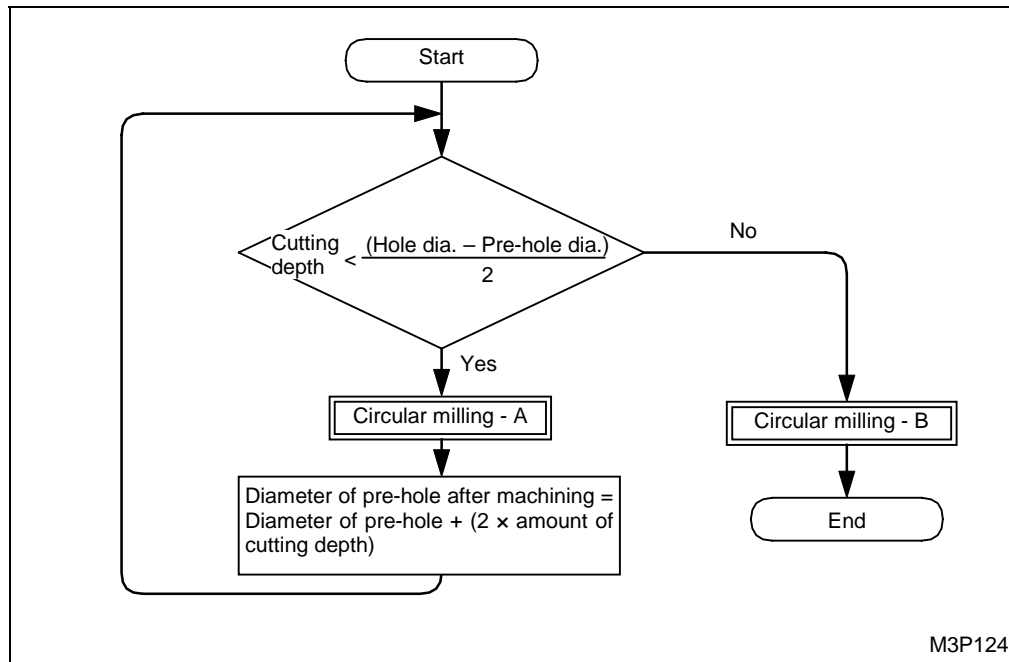 Start
Cutting
depth
<
(Hole dia. – Pre-hole dia.)
2
No
Yes
Circular milling - A
Circular milling - B
Diameter of pre-hole after machining =
Diameter of pre-hole + (2 × amount of
cutting depth)
End
M3P124